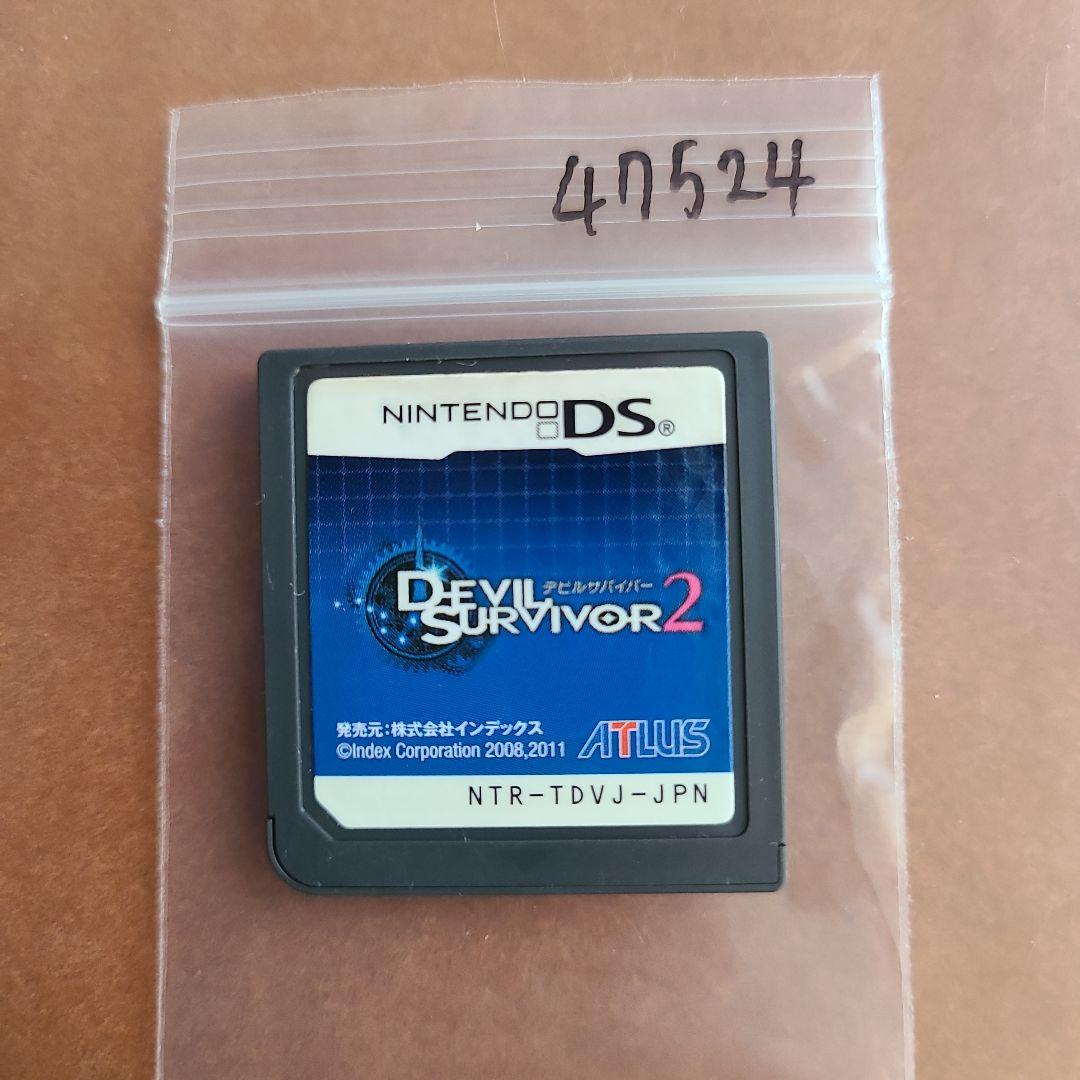 47524
NINTENDO DS®
デビルサバイバー
DEVIL
SURVIVOR 2
発売元:株式会社インデックス
©Index Corporation 2008,2011
ATLUS
NTR-TDVJ-JPN